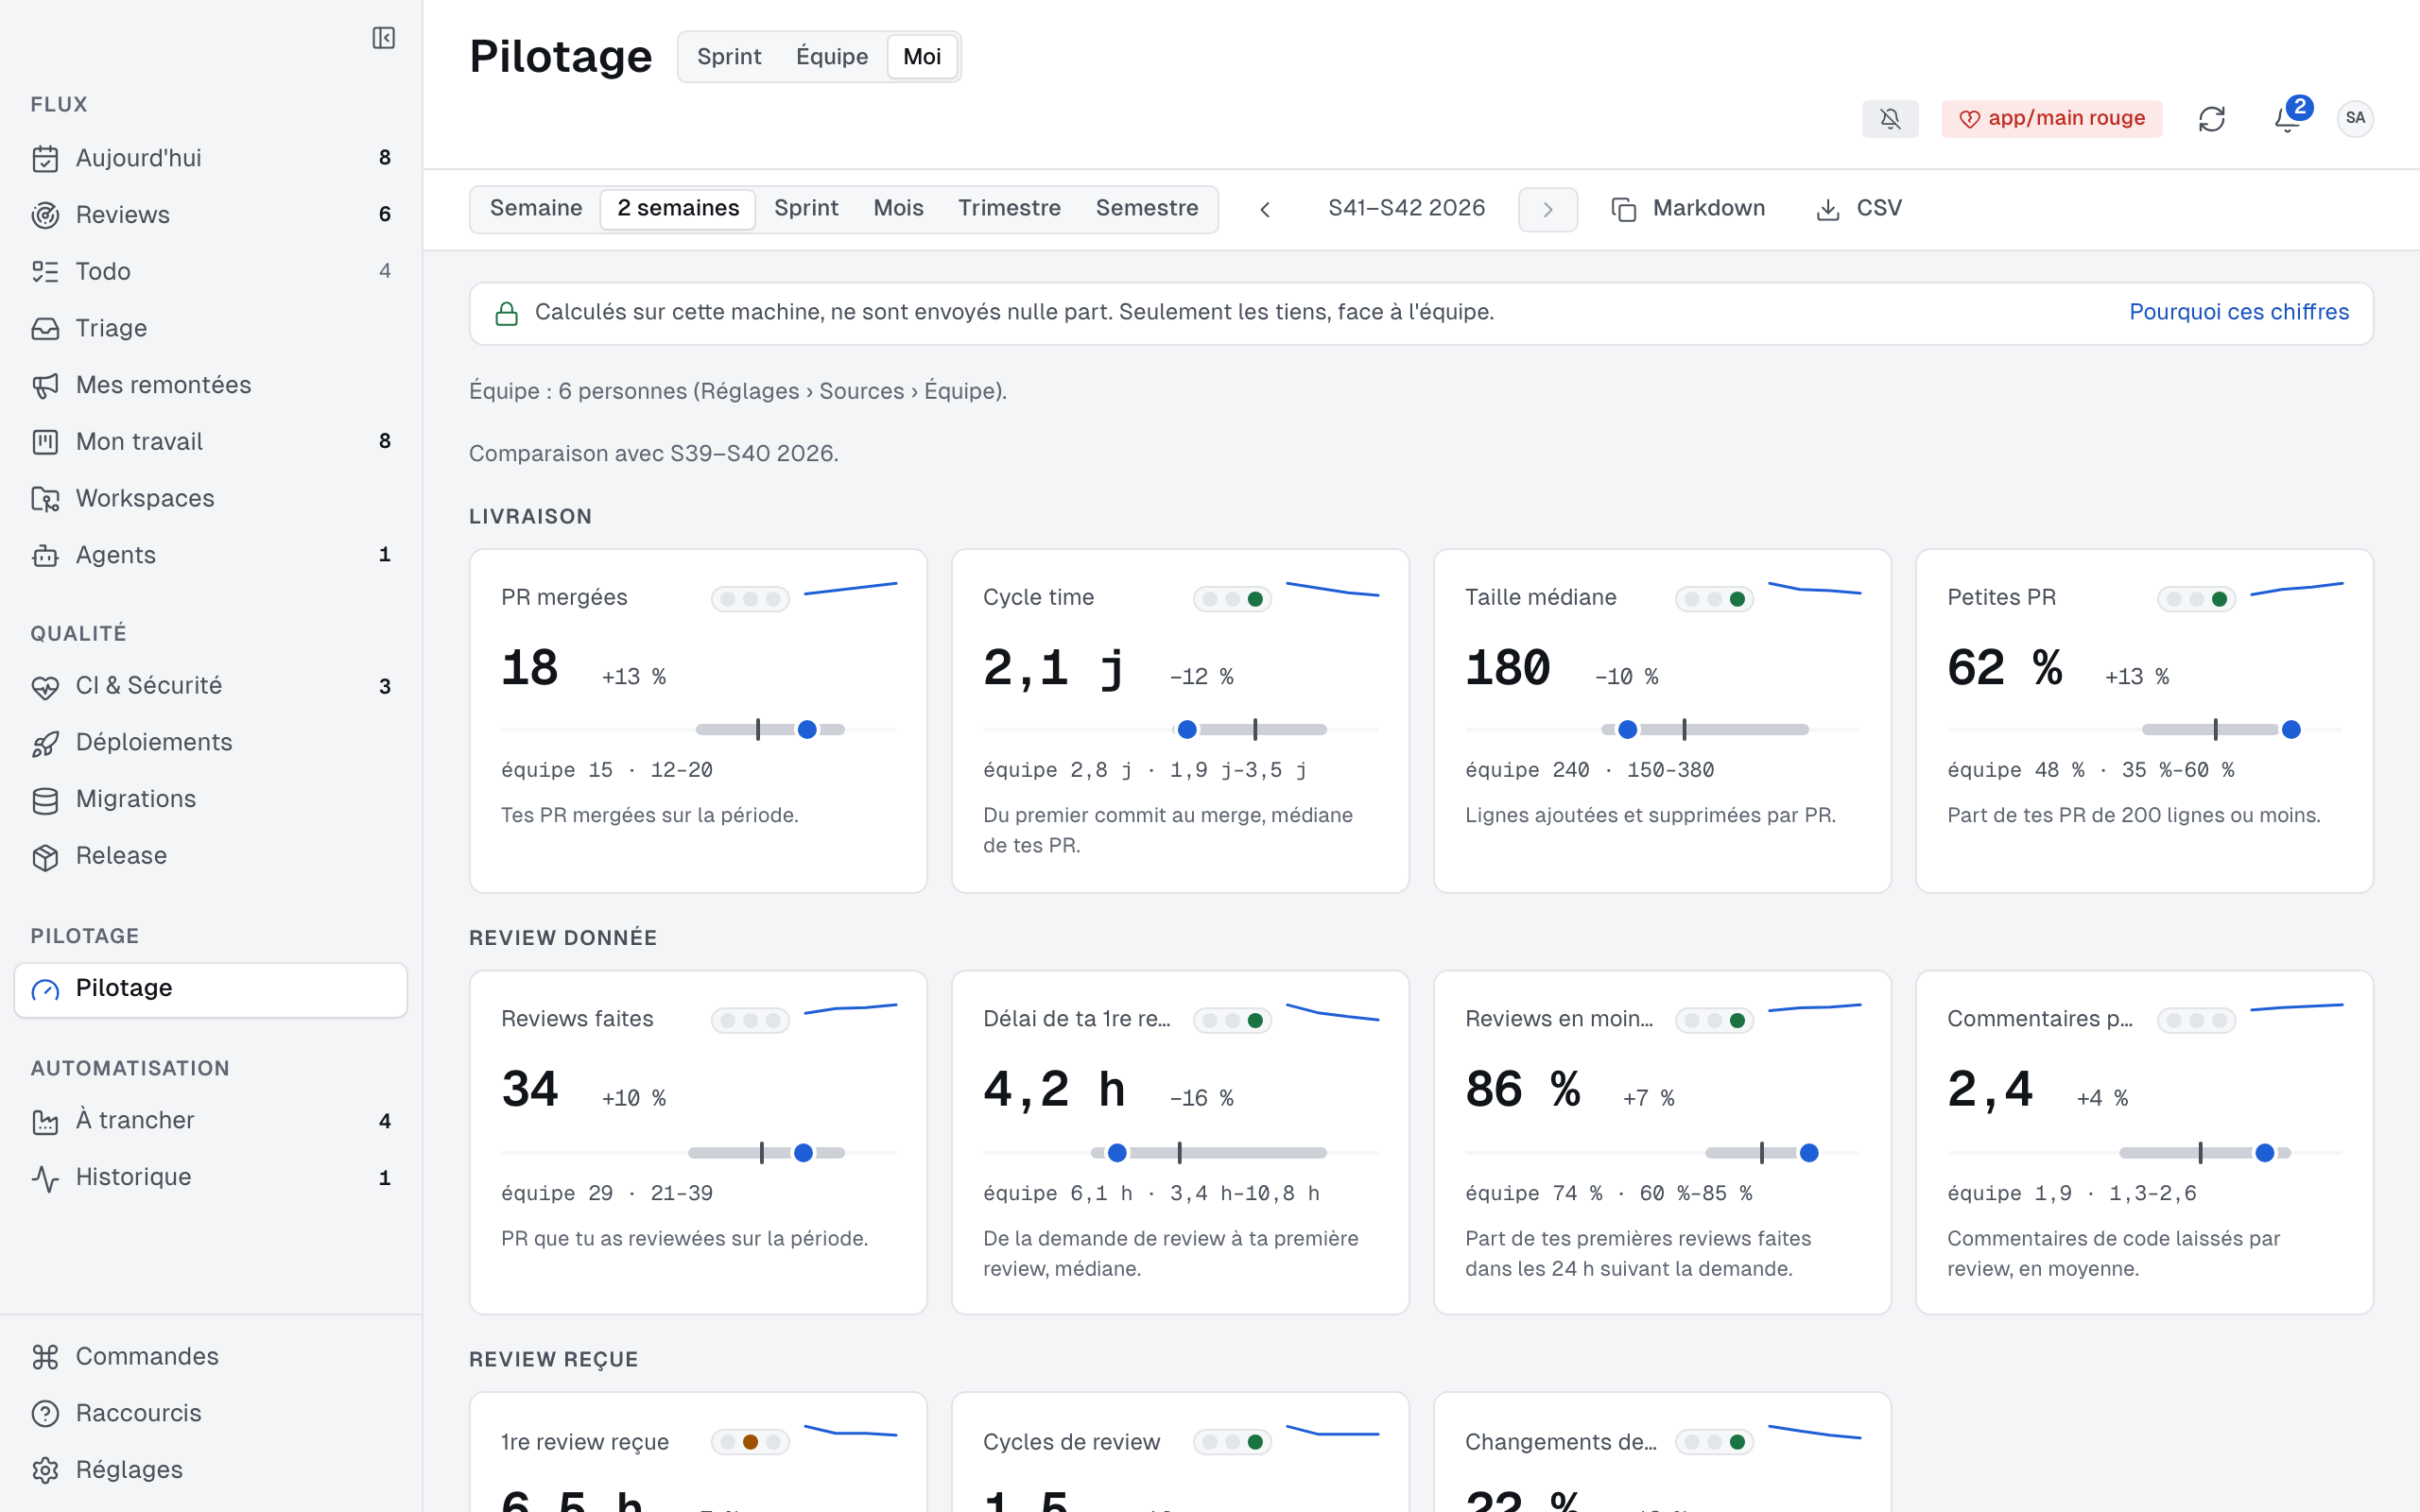 Pilotage
Sprint
Équipe
Moi
app/main rouge
2
SA
FLUX
Aujourd'hui 8
Reviews 6
Todo 4
Triage
Mes remontées
Mon travail 8
Workspaces
Agents 1
QUALITÉ
CI & Sécurité 3
Déploiements
Migrations
Release
PILOTAGE
Pilotage
AUTOMATISATION
À trancher 4
Historique 1
Commandes
Raccourcis
Réglages
Semaine 2 semaines Sprint Mois Trimestre Semestre
S41–S42 2026
Markdown
CSV
Calculés sur cette machine, ne sont envoyés nulle part. Seulement les tiens, face à l'équipe.
Pourquoi ces chiffres
Équipe : 6 personnes (Réglages › Sources › Équipe).
Comparaison avec S39–S40 2026.
LIVRAISON
PR mergées
18 +13 %
équipe 15 · 12–20
Tes PR mergées sur la période.
Cycle time
2,1 j −12 %
équipe 2,8 j · 1,9 j–3,5 j
Du premier commit au merge, médiane
de tes PR.
Taille médiane
180 −10 %
équipe 240 · 150–380
Lignes ajoutées et supprimées par PR.
Petites PR
62 % +13 %
équipe 48 % · 35 %–60 %
Part de tes PR de 200 lignes ou moins.
REVIEW DONNÉE
Reviews faites
34 +10 %
équipe 29 · 21–39
PR que tu as reviewées sur la période.
Délai de ta 1re re...
4,2 h −16 %
équipe 6,1 h · 3,4 h–10,8 h
De la demande de review à ta première
review, médiane.
Reviews en moin...
86 % +7 %
équipe 74 % · 60 %–85 %
Part de tes premières reviews faites
dans les 24 h suivant la demande.
Commentaires p...
2,4 +4 %
équipe 1,9 · 1,3–2,6
Commentaires de code laissés par
review, en moyenne.
REVIEW REÇUE
1re review reçue
6,5 h
Cycles de review
1,5
Changements de...
22 %